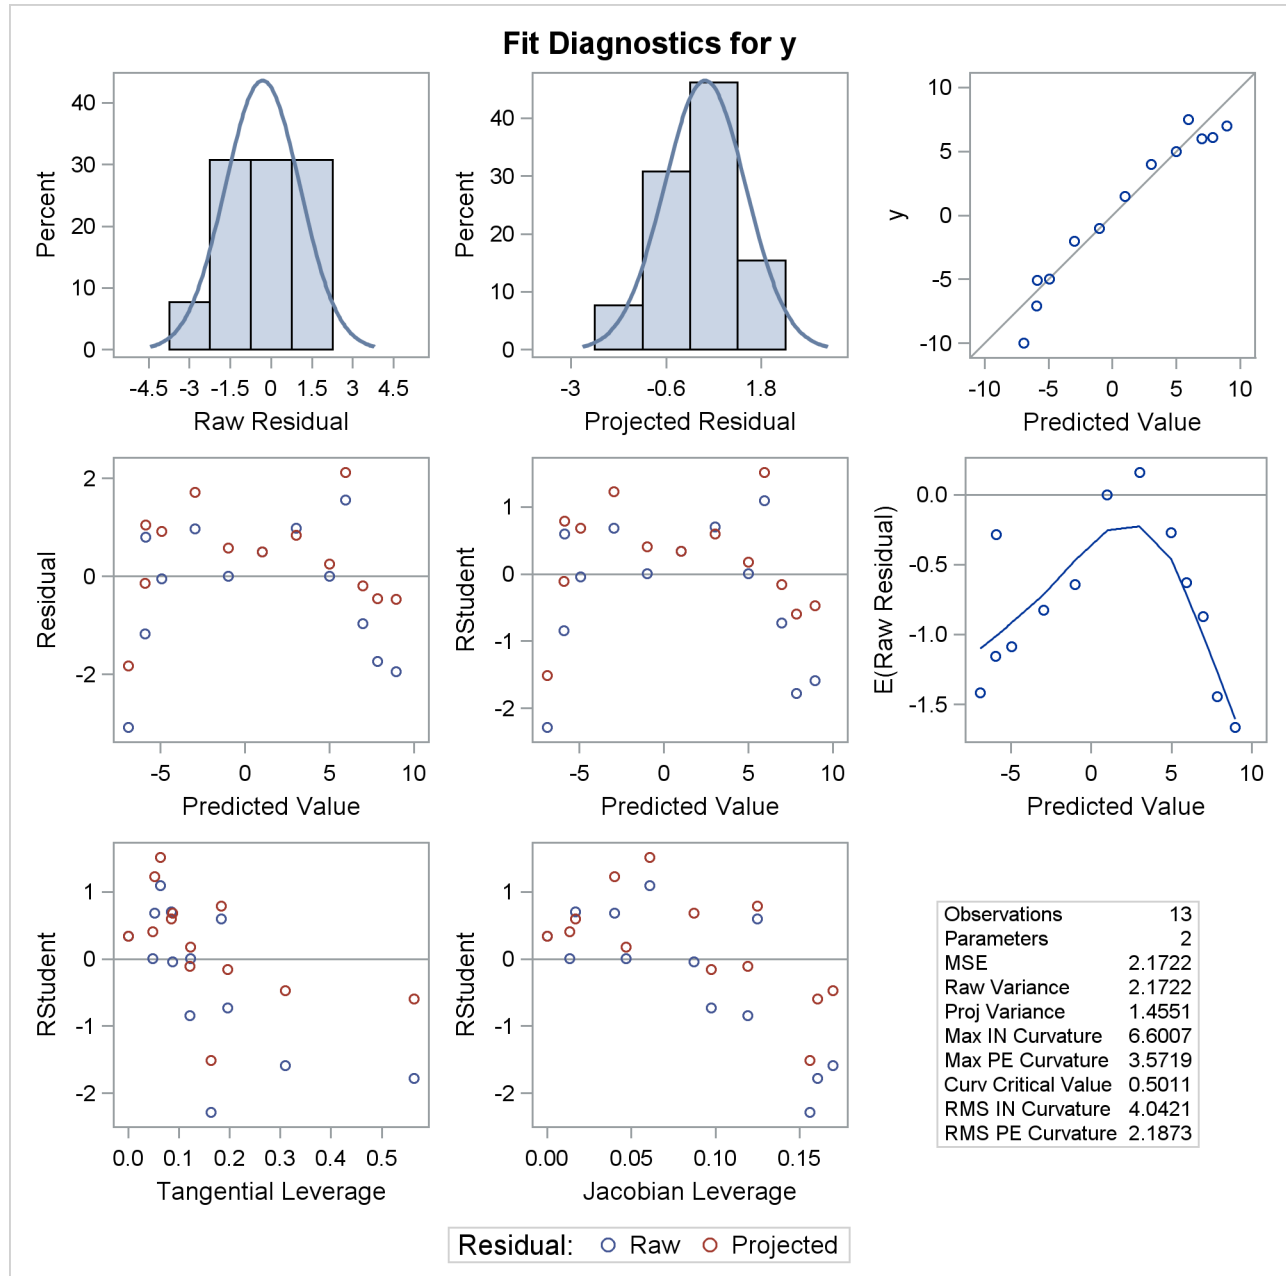 Fit Diagnostics for y
Percent
40
30
20
10
0
-4.5 -3 -1.5 0 1.5 3 4.5
Raw Residual
Percent
40
30
20
10
0
-3 -0.6 1.8
Projected Residual
y
10
5
0
-5
-10
-10 -5 0 5 10
Predicted Value
Residual
2
0
-2
-5 0 5 10
Predicted Value
RStudent
1
0
-1
-2
-5 0 5 10
Predicted Value
E(Raw Residual)
0.0
-0.5
-1.0
-1.5
-5 0 5 10
Predicted Value
RStudent
1
0
-1
-2
0.0 0.1 0.2 0.3 0.4 0.5
Tangential Leverage
RStudent
1
0
-1
-2
0.00 0.05 0.10 0.15
Jacobian Leverage
Observations 13
Parameters 2
MSE 2.1722
Raw Variance 2.1722
Proj Variance 1.4551
Max IN Curvature 6.6007
Max PE Curvature 3.5719
Curv Critical Value 0.5011
RMS IN Curvature 4.0421
RMS PE Curvature 2.1873
Residual: Raw Projected